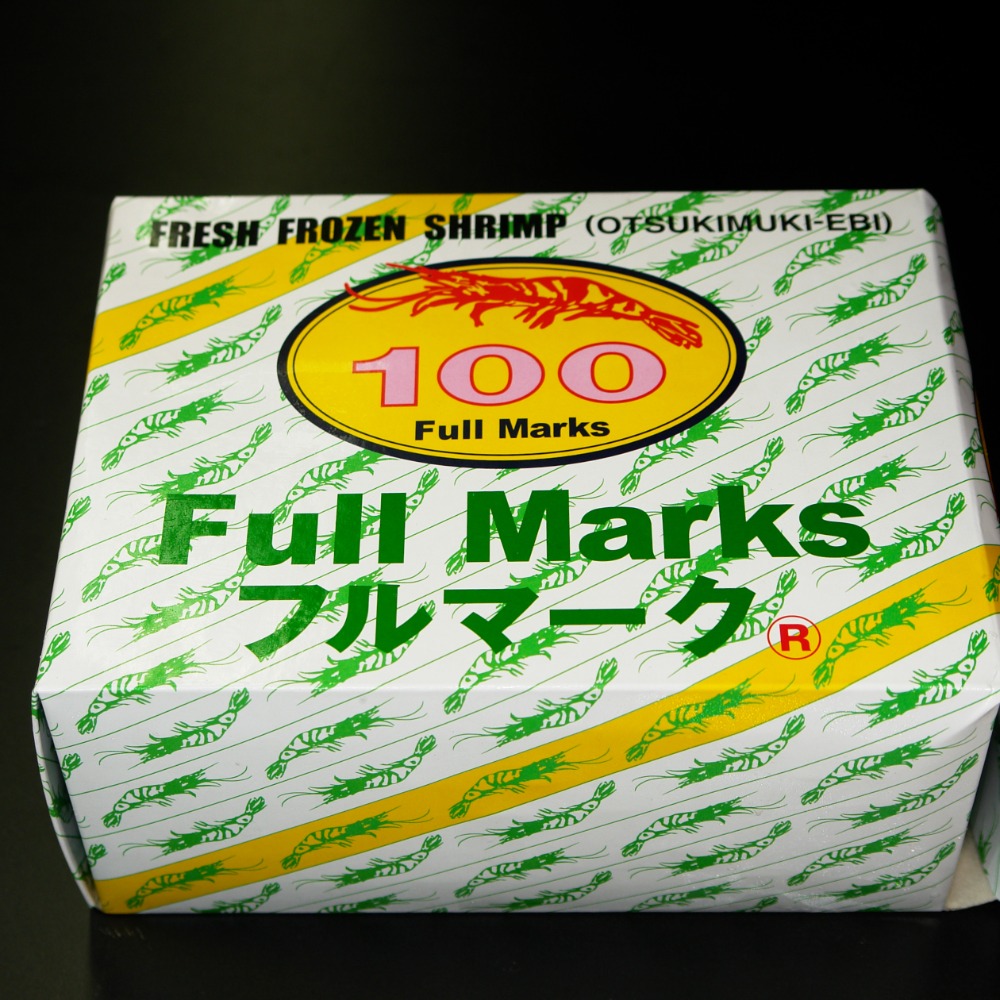 FRESH FROZEN SHRIMP (OTSUKIMUKI-EBI)
100
Full Marks
Full Marks
フルマーク®